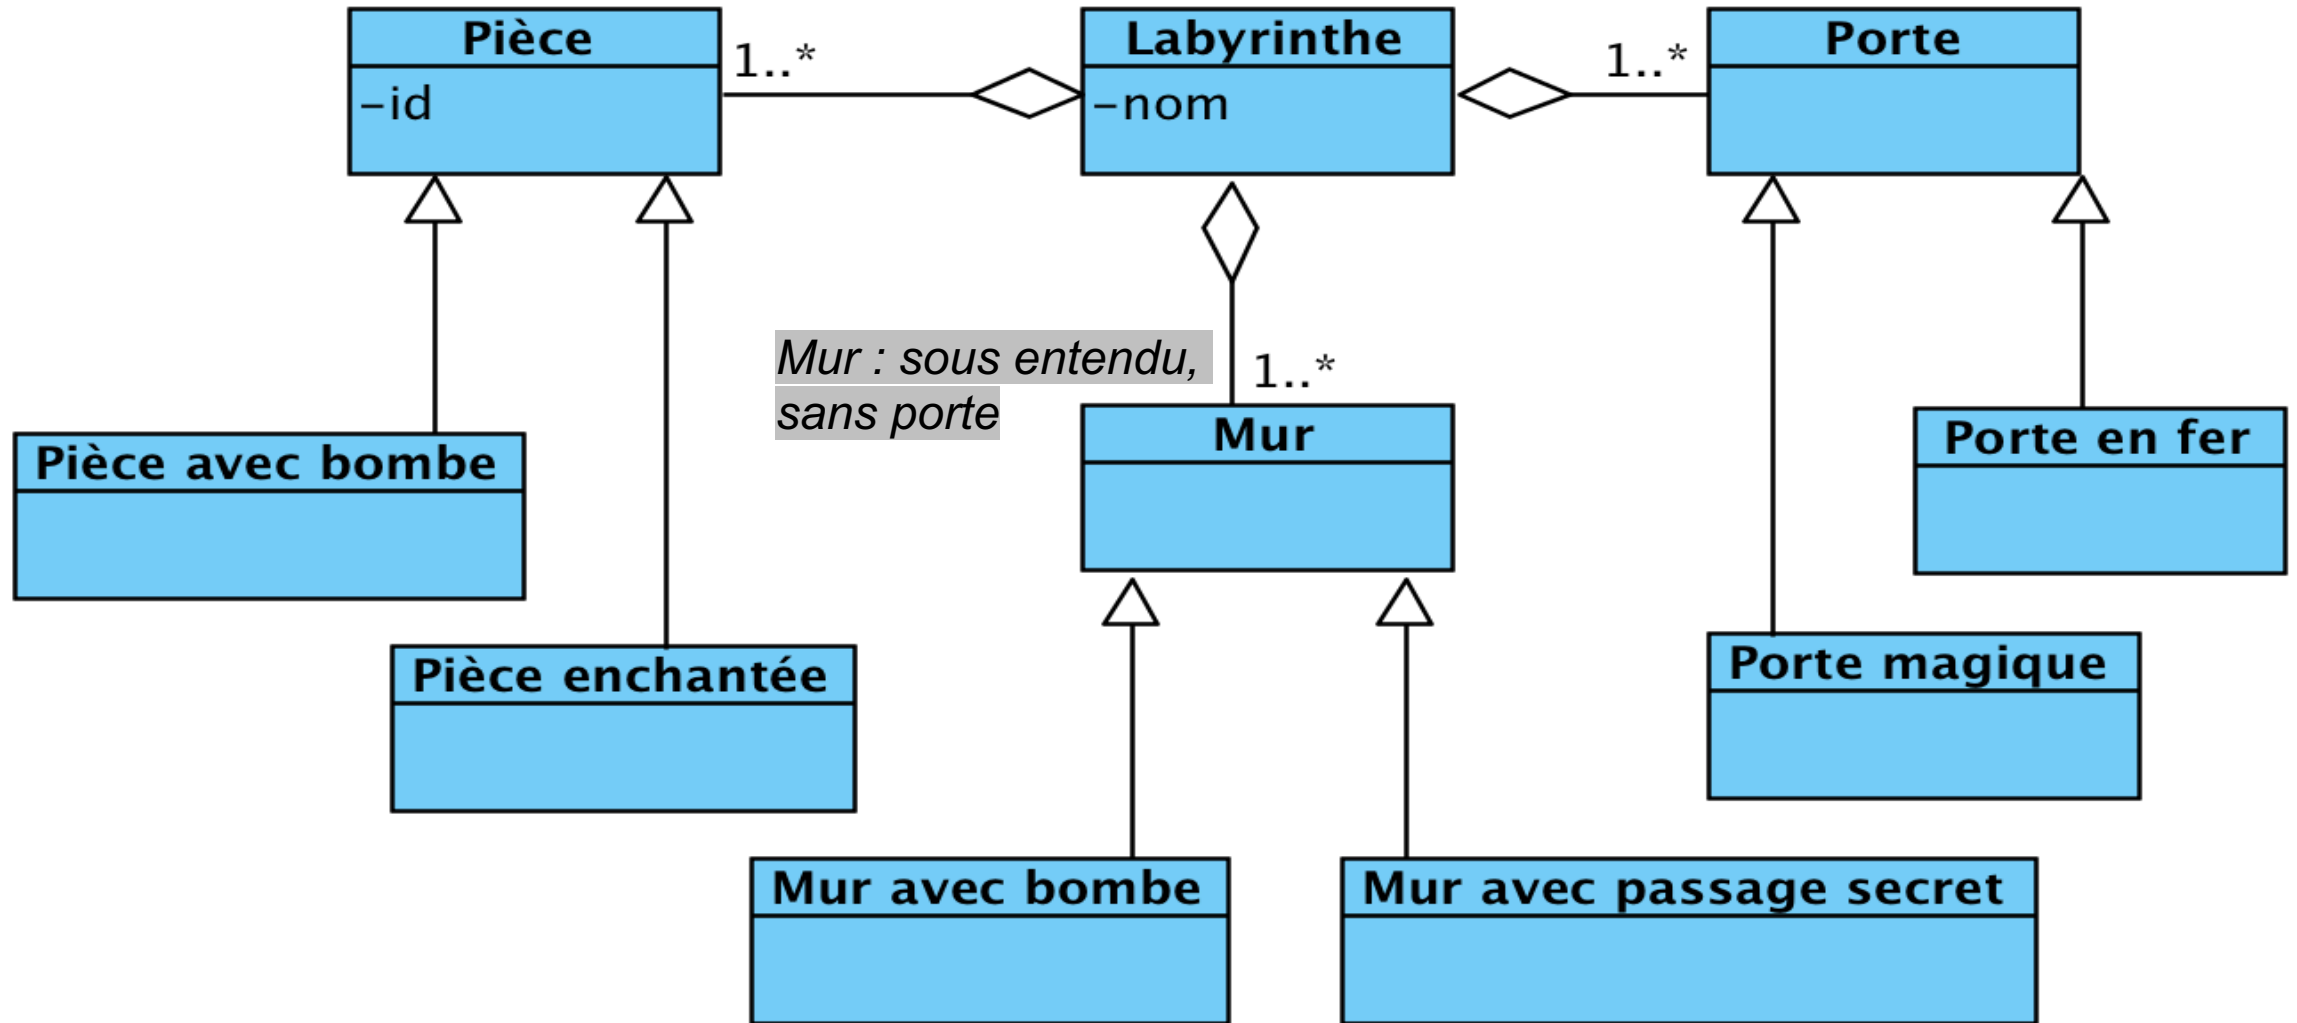 Pièce
–id
1..*
Labyrinthe
–nom
1..*
Porte
Mur : sous entendu,
sans porte
1..*
Mur
Pièce avec bombe
Porte en fer
Pièce enchantée
Porte magique
Mur avec bombe
Mur avec passage secret